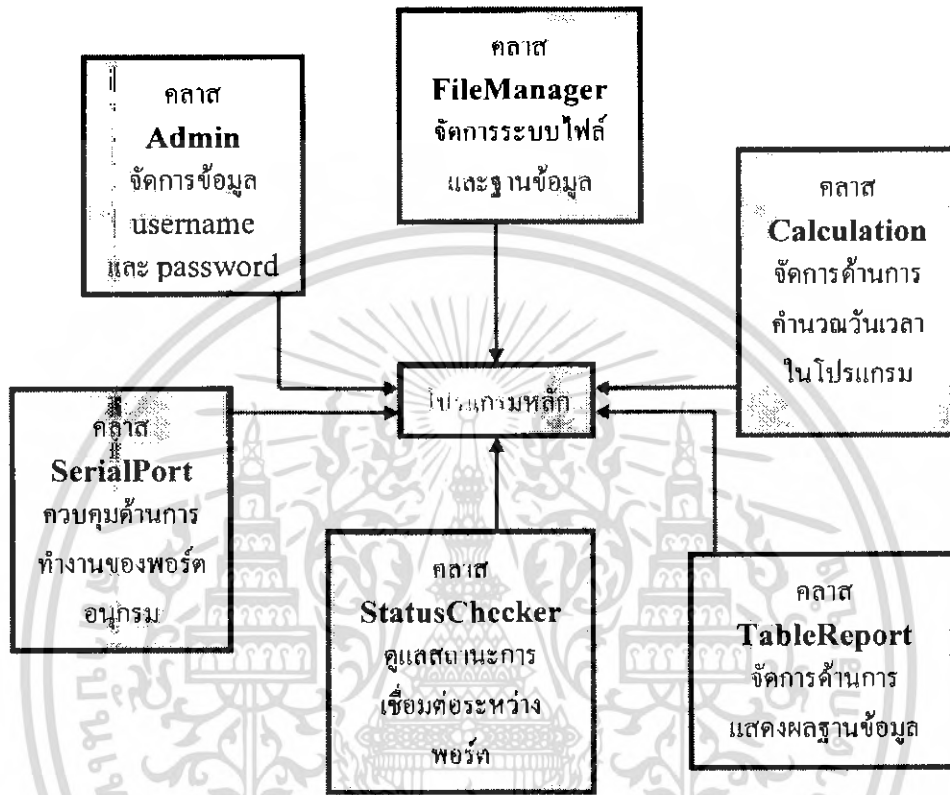 คลาส
Admin
จัดการข้อมูล
username
และ password
คลาส
FileManager
จัดการระบบไฟล์
และฐานข้อมูล
คลาส
Calculation
จัดการด้านการ
คำนวณวันเวลา
ในโปรแกรม
โปรแกรมหลัก
คลาส
SerialPort
ควบคุมด้านการ
ทำงานของพอร์ต
อนุกรม
คลาส
StatusChecker
ดูแลสถานะการ
เชื่อมต่อระหว่าง
พอร์ต
คลาส
TableReport
จัดการด้านการ
แสดงผลฐานข้อมูล